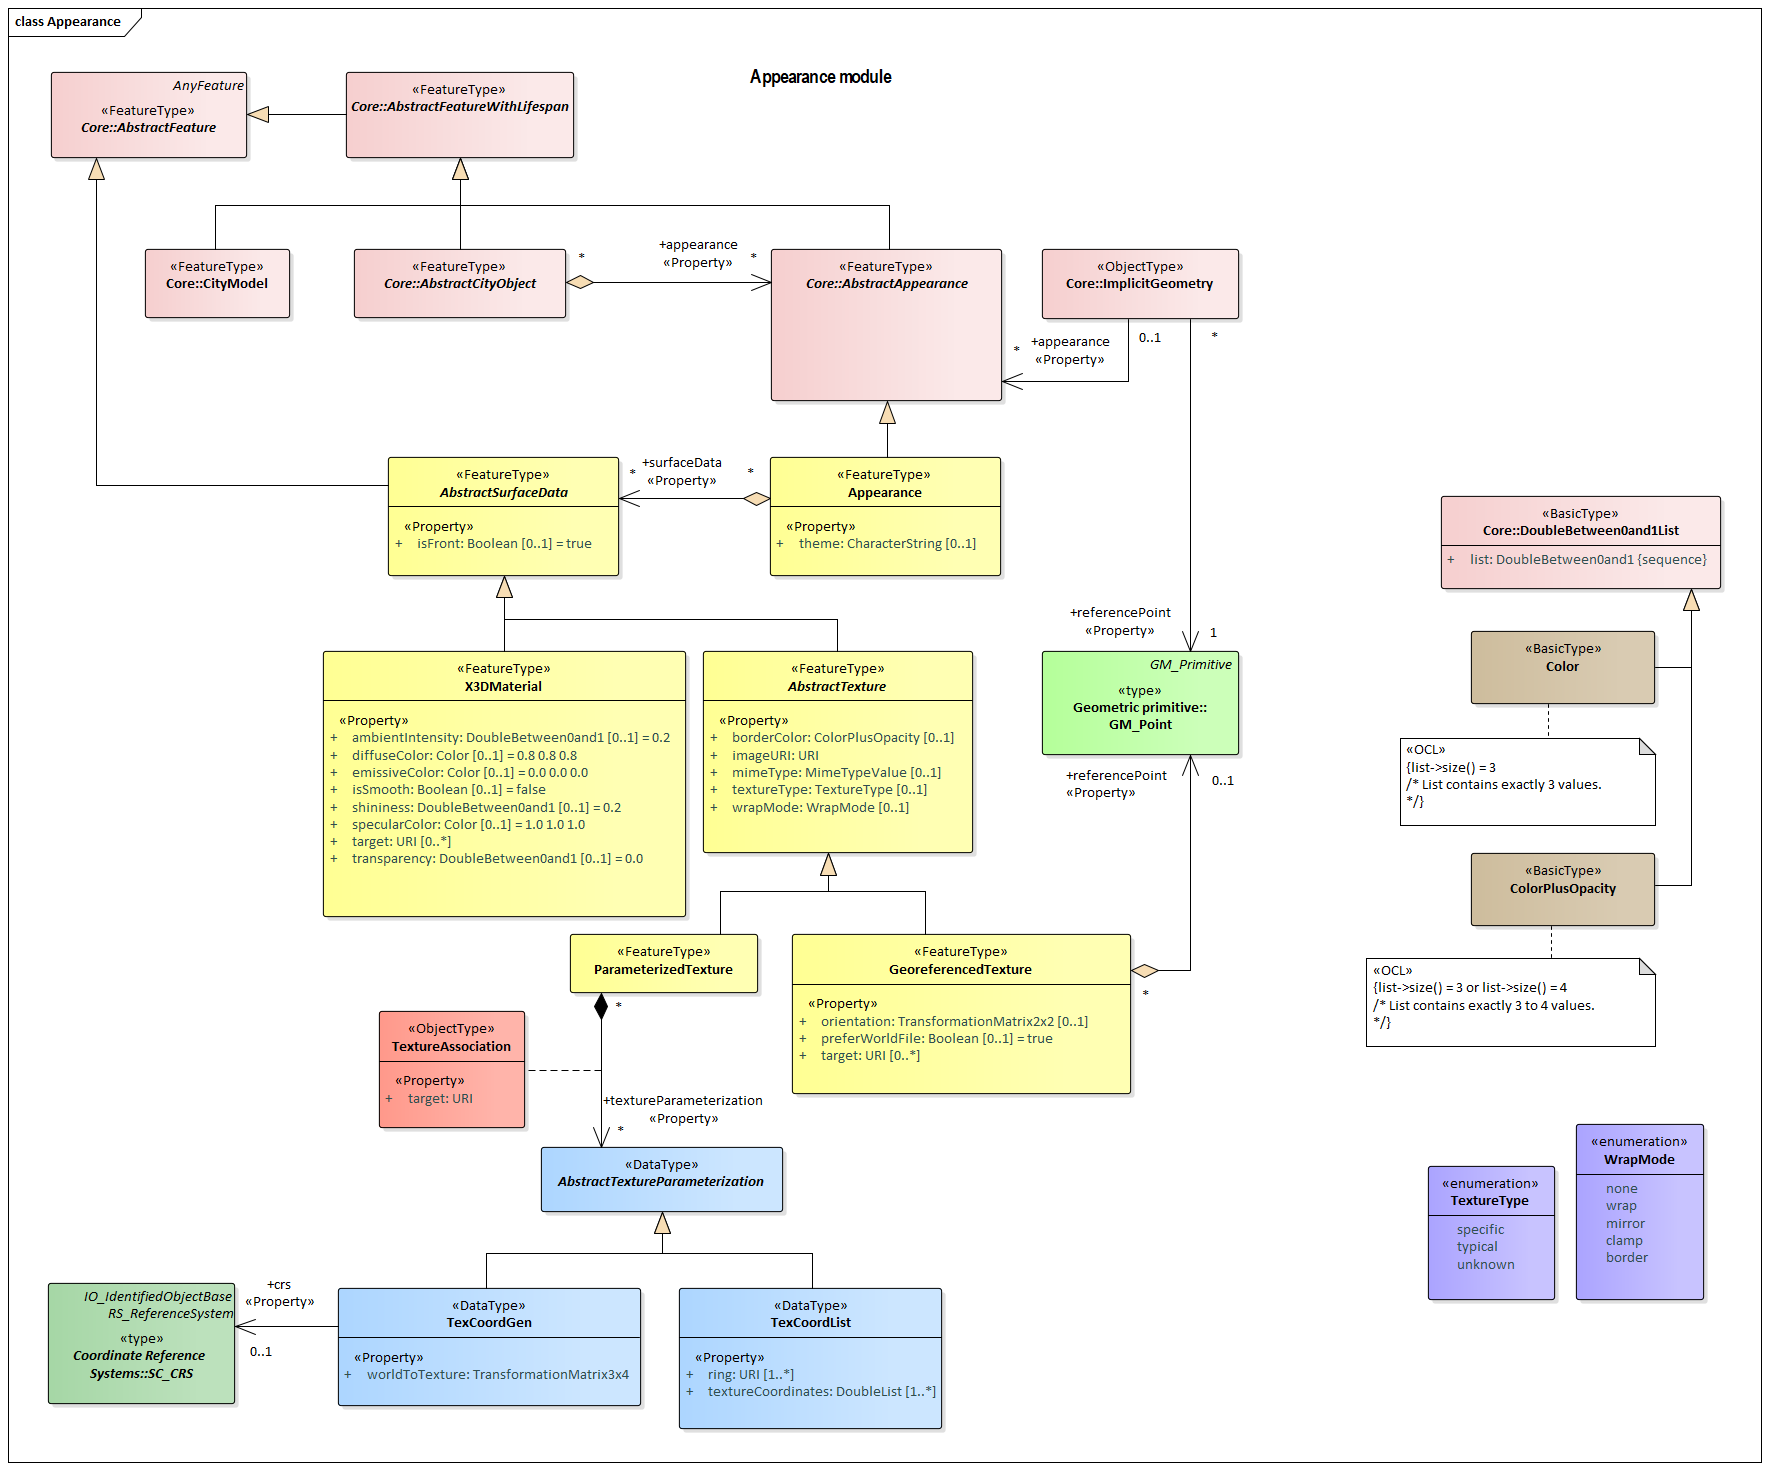 class Appearance
Appearance module
AnyFeature
«FeatureType»
Core::AbstractFeature
«FeatureType»
Core::AbstractFeatureWithLifespan
«FeatureType»
Core::CityModel
«FeatureType»
Core::AbstractCityObject
*
+appearance
«Property»
*
«FeatureType»
Core::AbstractAppearance
«ObjectType»
Core::ImplicitGeometry
*
+appearance
«Property»
0..1
*
«FeatureType»
AbstractSurfaceData
«Property»
+ isFront: Boolean [0..1] = true
*
+surfaceData
«Property»
*
«FeatureType»
Appearance
«Property»
+ theme: CharacterString [0..1]
«BasicType»
Core::DoubleBetween0and1List
+ list: DoubleBetween0and1 {sequence}
+referencePoint
«Property»
1
«FeatureType»
X3DMaterial
«Property»
+ ambientIntensity: DoubleBetween0and1 [0..1] = 0.2
+ diffuseColor: Color [0..1] = 0.8 0.8 0.8
+ emissiveColor: Color [0..1] = 0.0 0.0 0.0
+ isSmooth: Boolean [0..1] = false
+ shininess: DoubleBetween0and1 [0..1] = 0.2
+ specularColor: Color [0..1] = 1.0 1.0 1.0
+ target: URI [0..*]
+ transparency: DoubleBetween0and1 [0..1] = 0.0
«FeatureType»
AbstractTexture
«Property»
+ borderColor: ColorPlusOpacity [0..1]
+ imageURI: URI
+ mimeType: MimeTypeValue [0..1]
+ textureType: TextureType [0..1]
+ wrapMode: WrapMode [0..1]
GM_Primitive
«type»
Geometric primitive::
GM_Point
+referencePoint
«Property»
0..1
«BasicType»
Color
«OCL»
{list->size() = 3
/* List contains exactly 3 values.
*/}
«BasicType»
ColorPlusOpacity
«OCL»
{list->size() = 3 or list->size() = 4
/* List contains exactly 3 to 4 values.
*/}
«FeatureType»
ParameterizedTexture
*
«FeatureType»
GeoreferencedTexture
«Property»
+ orientation: TransformationMatrix2x2 [0..1]
+ preferWorldFile: Boolean [0..1] = true
+ target: URI [0..*]
*
«ObjectType»
TextureAssociation
«Property»
+ target: URI
+textureParameterization
«Property»
*
«DataType»
AbstractTextureParameterization
«enumeration»
TextureType
specific
typical
unknown
«enumeration»
WrapMode
none
wrap
mirror
clamp
border
IO_IdentifiedObjectBase
RS_ReferenceSystem
«type»
Coordinate Reference
Systems::SC_CRS
+crs
«Property»
0..1
«DataType»
TexCoordGen
«Property»
+ worldToTexture: TransformationMatrix3x4
«DataType»
TexCoordList
«Property»
+ ring: URI [1..*]
+ textureCoordinates: DoubleList [1..*]